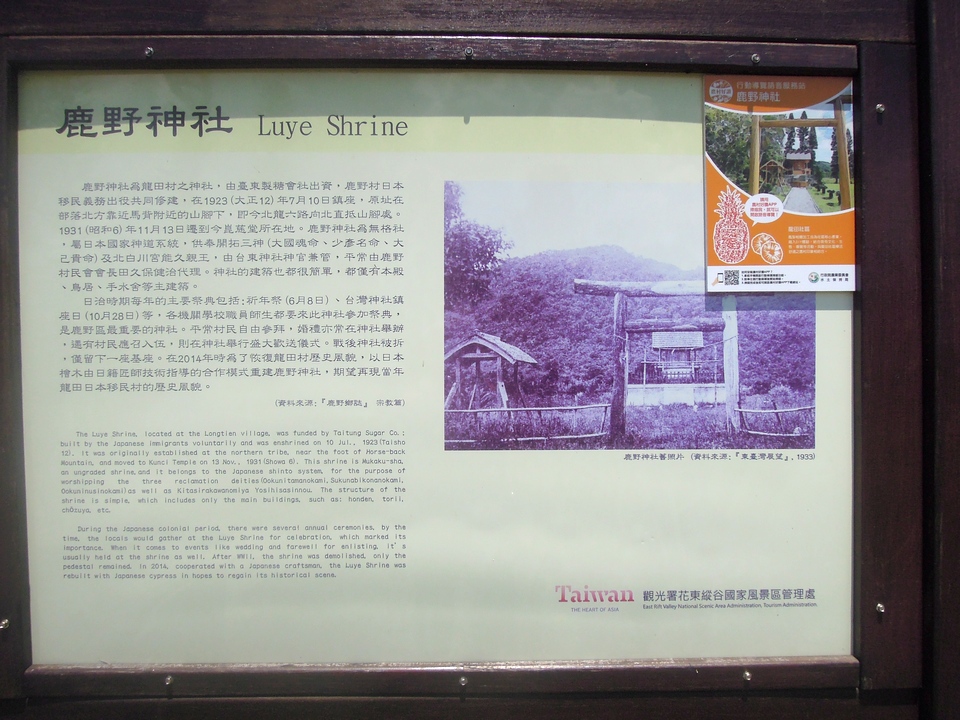 鹿野神社 Luye Shrine
鹿野神社為龍田村之神社，由臺東製糖會社出資，鹿野村日本
移民義務出役共同修建，在1923(大正12)年7月10日鎮座，原址在
部落北方靠近馬背附近的山腳下，即今北龍六路向北直抵山腳處。
1931(昭和6)年11月13日遷到今崑慈堂所在地。鹿野神社為無格社
，屬日本國家神道系統，供奉開拓三神(大國魂命、少彥名命、大
己貴命)及北白川宮能久親王，由台東神社神官兼管，平常由鹿野
村民會會長田久保健治代理。神社的建築也都很簡單，都僅有本殿
、鳥居、手水舍等主建築。
日治時期每年的主要祭典包括：祈年祭(6月8日)、台灣神社鎮
座日(10月28日)等，各機關學校職員師生都要來此神社參加祭典，
是鹿野區最重要的神社。平常村民自由參拜，婚禮亦常在神社舉辦
，還有村民應召入伍，則在神社舉行盛大歡送儀式。戰後神社被拆
，僅留下一座基座。在2014年時為了恢復龍田村歷史風貌，以日本
檜木由日籍匠師技術指導的合作模式重建鹿野神社，期望再現當年
龍田日本移民村的歷史風貌。
(資料來源：『鹿野鄉誌』 宗教篇)
The Luye Shrine, located at the Longtien village, was funded by Taitung Sugar Co.;
built by the Japanese immigrants voluntarily and was enshrined on 10 Jul., 1923(Taisho
12). It was originally established at the northern tribe, near the foot of Horse-back
Mountain, and moved to Kunci Temple on 13 Nov., 1931(Showa 6). This shrine is Mukaku-sha,
an ungraded shrine,and it belongs to the Japanese shinto system, for the purpose of
worshipping the three reclamation deities(Ookunitamanokami, Sukunabikonanokami,
Ookuninusinokami)as well as Kitasirakawanomiya Yosihisasinnou. The structure of the
shrine is simple, which includes only the main buildings, such as: honden, torii,
chōzuya, etc.
During the Japanese colonial period, there were several annual ceremonies, by the
time, the locals would gather at the Luye Shrine for celebration, which marked its
importance. When it comes to events like wedding and farewell for enlisting, it's
usually held at the shrine as well. After WWII, the shrine was demolished, only the
pedestal remained. In 2014, cooperated with a Japanese craftsman, the Luye Shrine was
rebuilt with Japanese cypress in hopes to regain its historical scene.
行動導覽語音服務站
鹿野神社
鹿野神社舊照片 (資料來源：『東臺灣展望』, 1933)
Taiwan
THE HEART OF ASIA
觀光署花東縱谷國家風景區管理處
East Rift Valley National Scenic Area Administration, Tourism Administration.